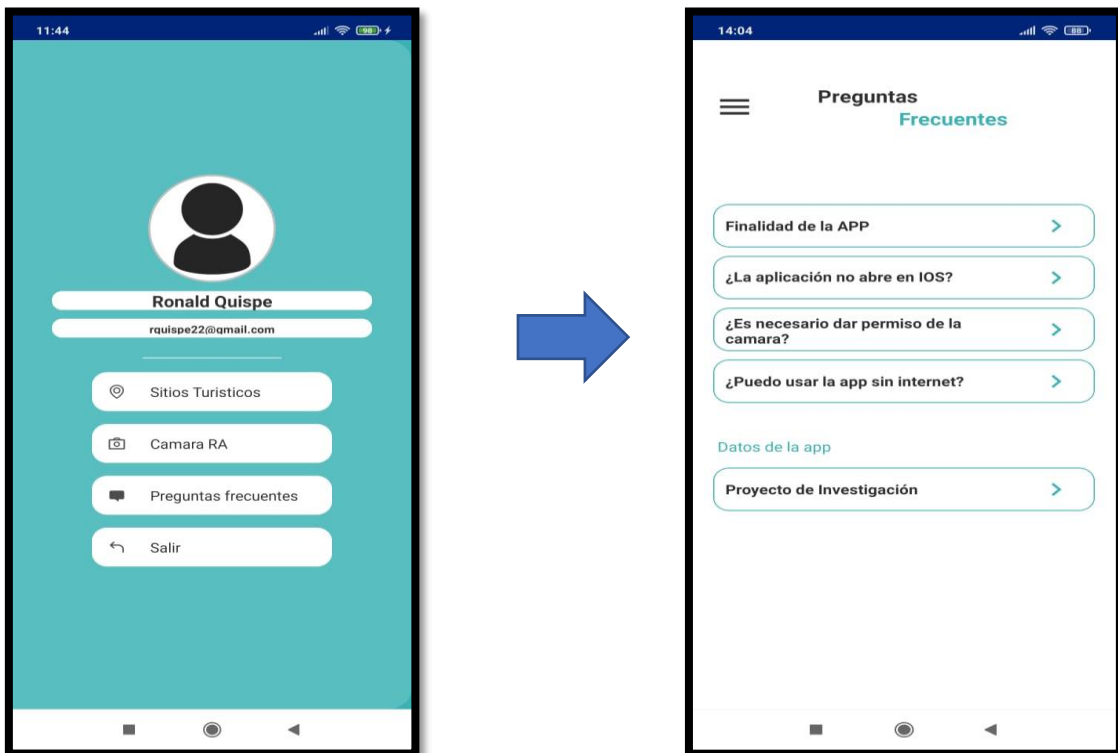 11:44
98
Ronald Quispe
rquispe22@gmail.com
Sitios Turisticos
Camara RA
Preguntas frecuentes
Salir
14:04
88
Preguntas
Frecuentes
Finalidad de la APP
¿La aplicación no abre en IOS?
¿Es necesario dar permiso de la
camara?
¿Puedo usar la app sin internet?
Datos de la app
Proyecto de Investigación